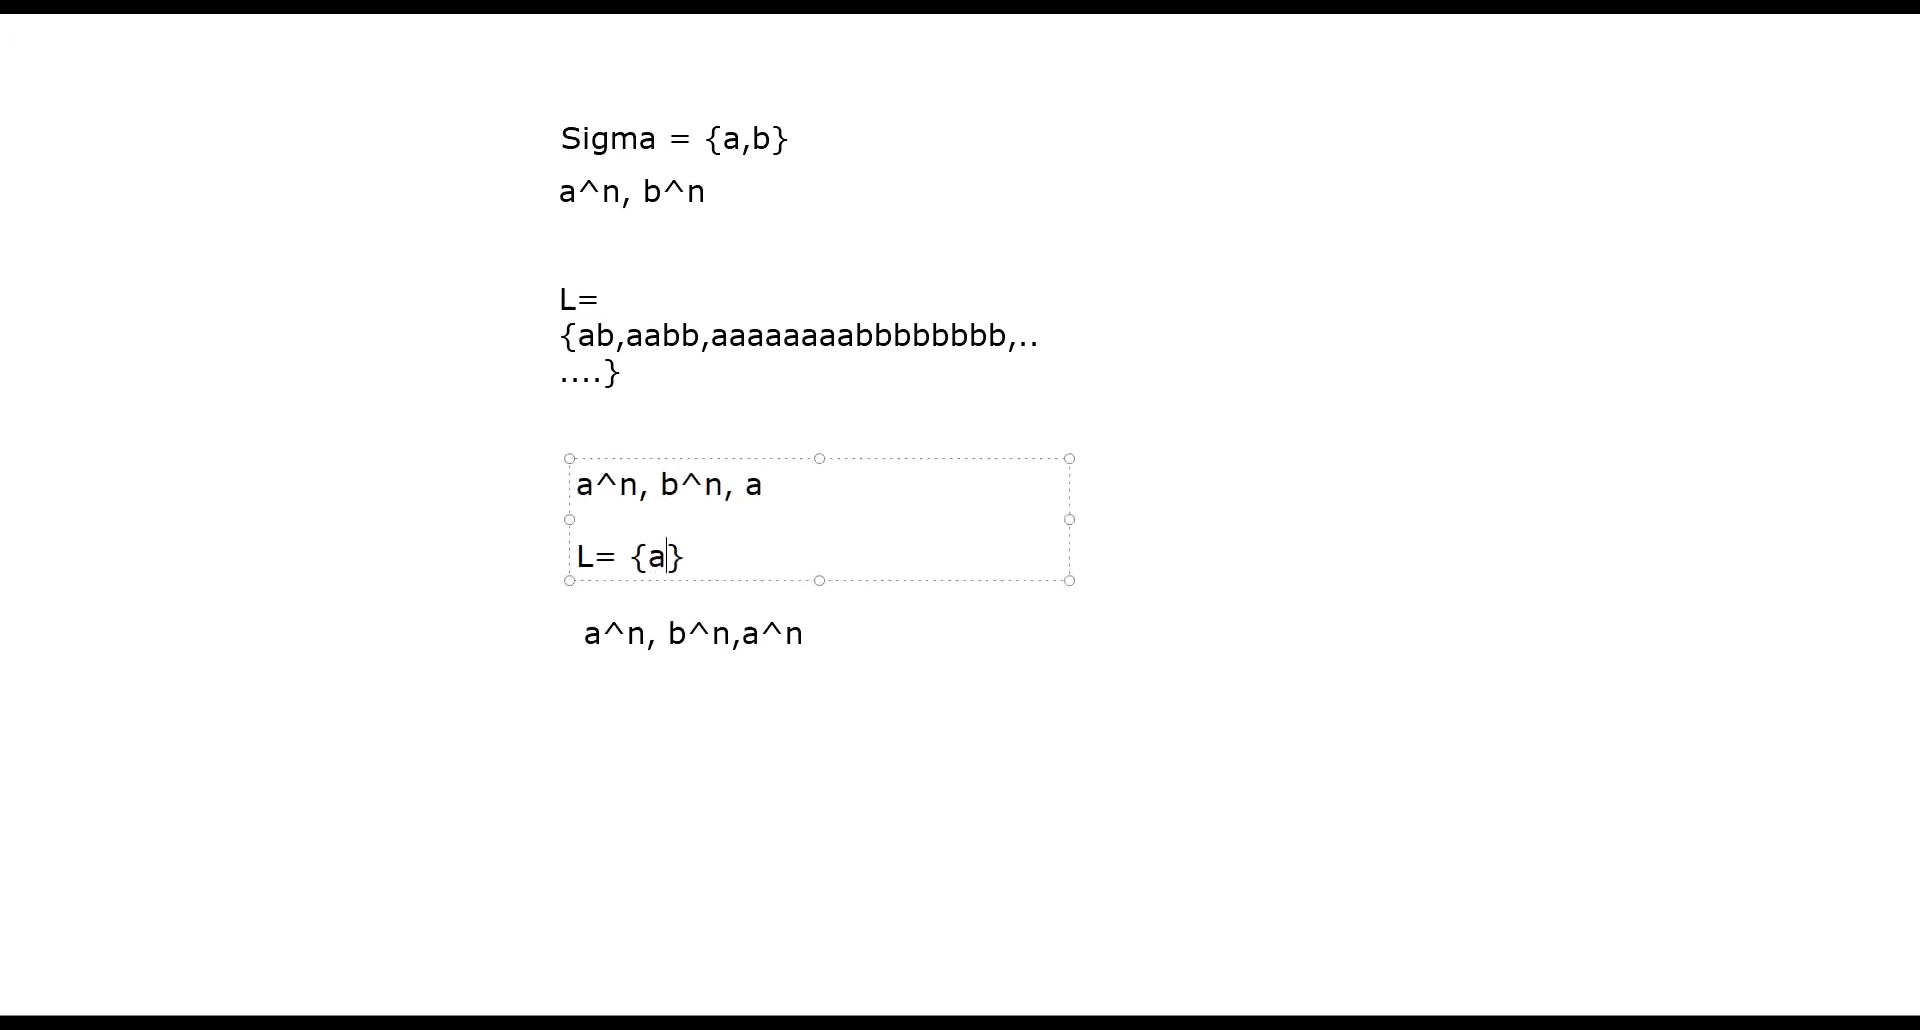 Sigma = {a,b}
a^n, b^n
L=
{ab,aabb,aaaaaaaabbbbbbbb,..
....}
a^n, b^n, a
L= {a}
a^n, b^n,a^n